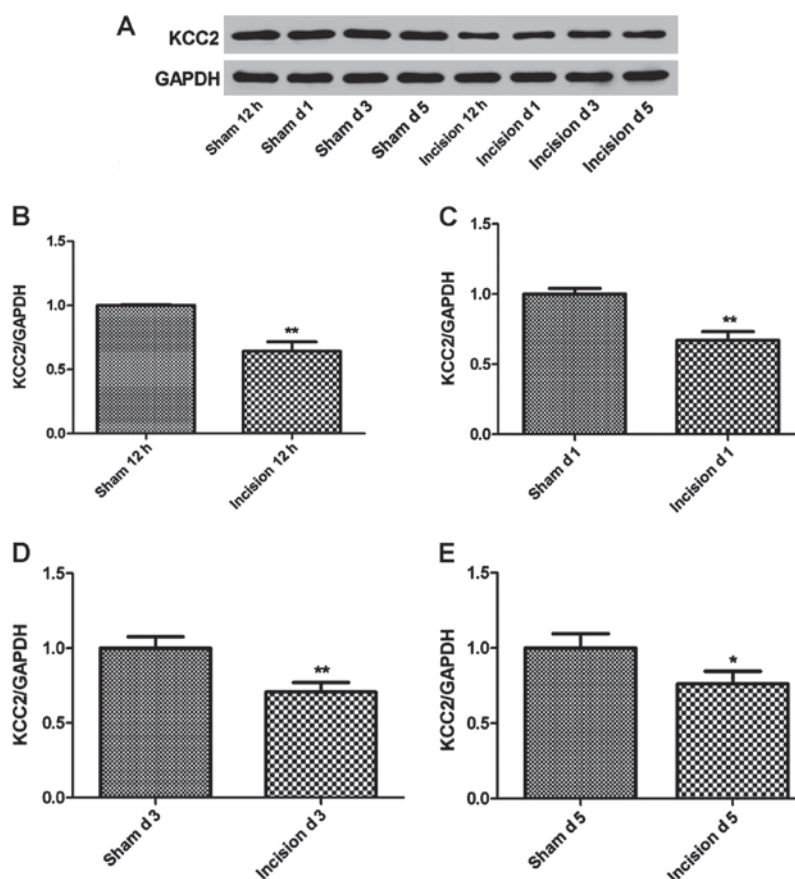 A
KCC2
GAPDH
Sham 12 h
Sham d 1
Sham d 3
Sham d 5
Incision 12 h
Incision d 1
Incision d 3
Incision d 5
B
KCC2/GAPDH
1.5
1.0
0.5
0.0
**
Sham 12 h
Incision 12 h
C
KCC2/GAPDH
1.5
1.0
0.5
0.0
**
Sham d 1
Incision d 1
D
KCC2/GAPDH
1.5
1.0
0.5
0.0
**
Sham d 3
Incision d 3
E
KCC2/GAPDH
1.5
1.0
0.5
0.0
*
Sham d 5
Incision d 5